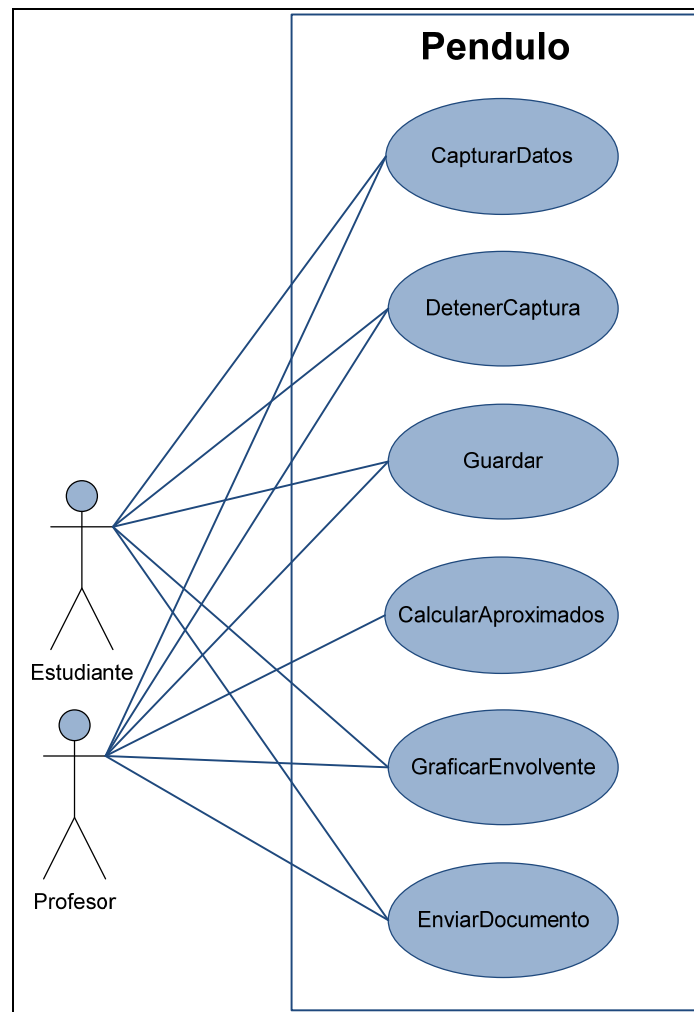 Pendulo
CapturarDatos
DetenerCaptura
Guardar
CalcularAproximados
GraficarEnvolvente
EnviarDocumento
Estudiante
Profesor